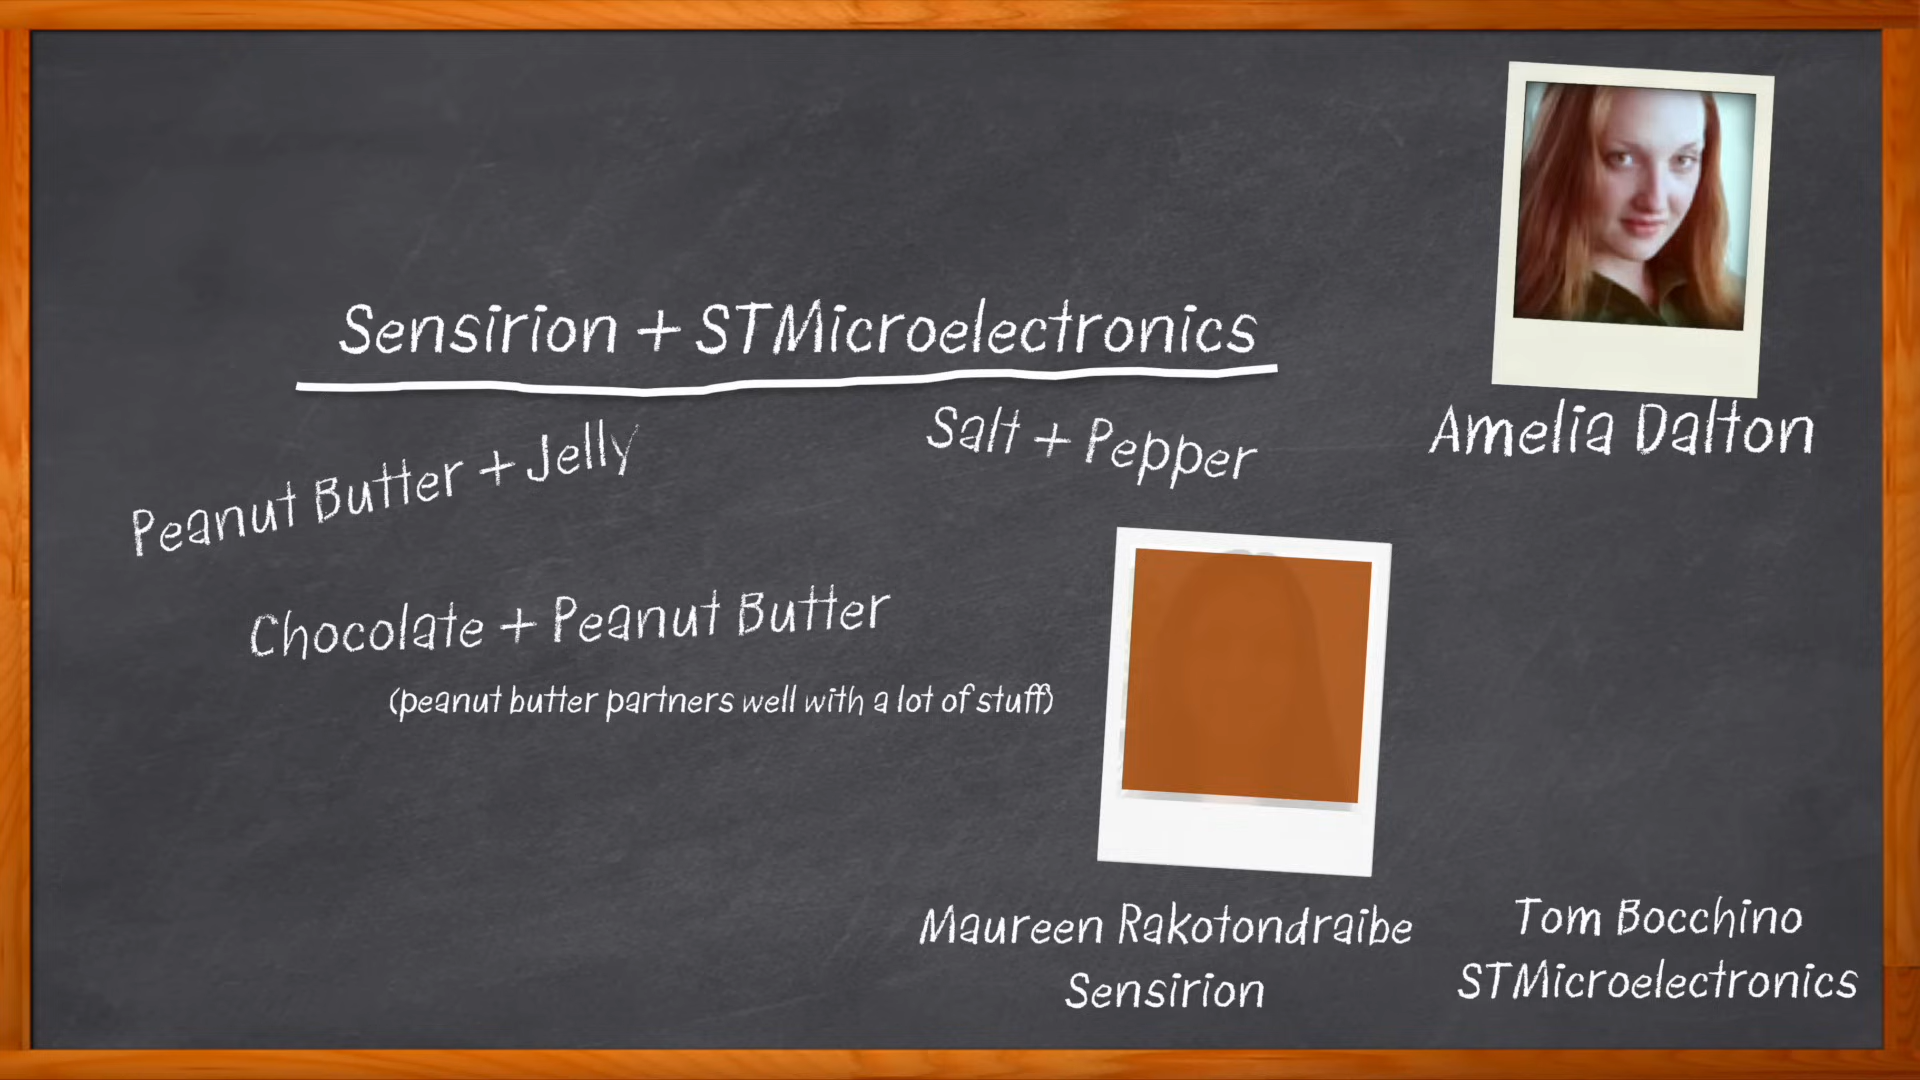 Sensirion + STMicroelectronics
Peanut Butter + Jelly
Salt + Pepper
Amelia Dalton
Chocolate + Peanut Butter
(peanut butter partners well with a lot of stuff)
Maureen Rakotondraibe
Sensirion
Tom Bocchino
STMicroelectronics